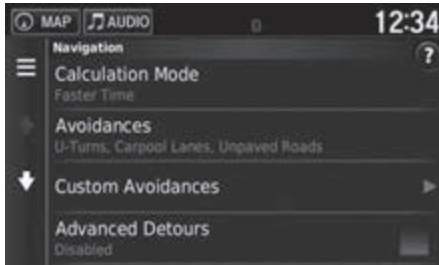 MAP AUDIO 12:34
Navigation ?
Calculation Mode
Faster Time
Avoidances
U-Turns, Carpool Lanes, Unpaved Roads
Custom Avoidances
Advanced Detours
Disabled